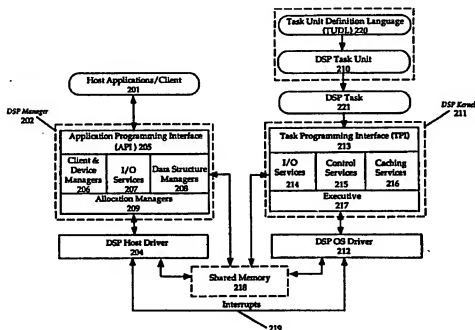 Task Unit Definition Language
(TUDL) 220
DSP Task Unit
210
Host Applications/Client
201
DSP Task
221
DSP Manager
202
DSP Kernel
211
Application Programming Interface
(API) 205
Client &
Device
Managers
206
I/O
Services
207
Data Structure
Managers
208
Allocation Managers
209
Task Programming Interface (TPI)
213
I/O
Services
214
Control
Services
215
Caching
Services
216
Executive
217
DSP Host Driver
204
DSP OS Driver
212
Shared Memory
218
Interrupts
219